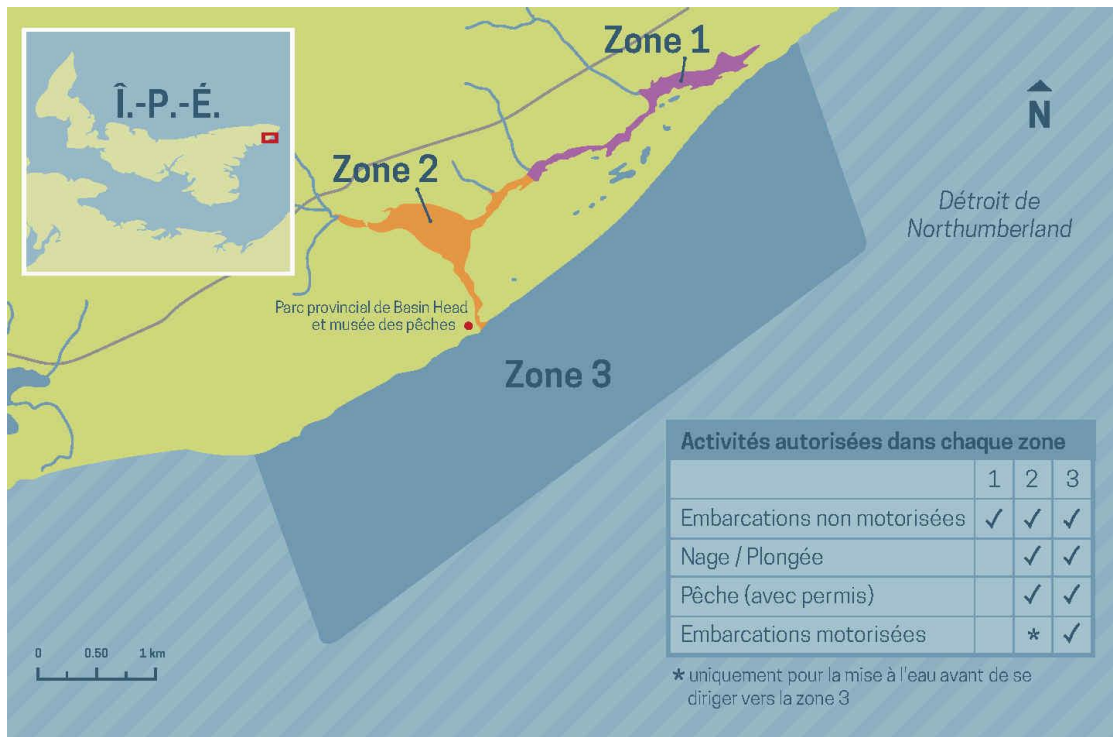 Î.-P.-É.
Zone 1
Zone 2
N
Détroit de
Northumberland
Parc provincial de Basin Head
et musée des pêches
Zone 3
Activités autorisées dans chaque zone
1 2 3
Embarcations non motorisées ✓ ✓ ✓
Nage / Plongée ✓ ✓
Pêche (avec permis) ✓ ✓
Embarcations motorisées * ✓
* uniquement pour la mise à l'eau avant de se
diriger vers la zone 3
0 0.50 1 km